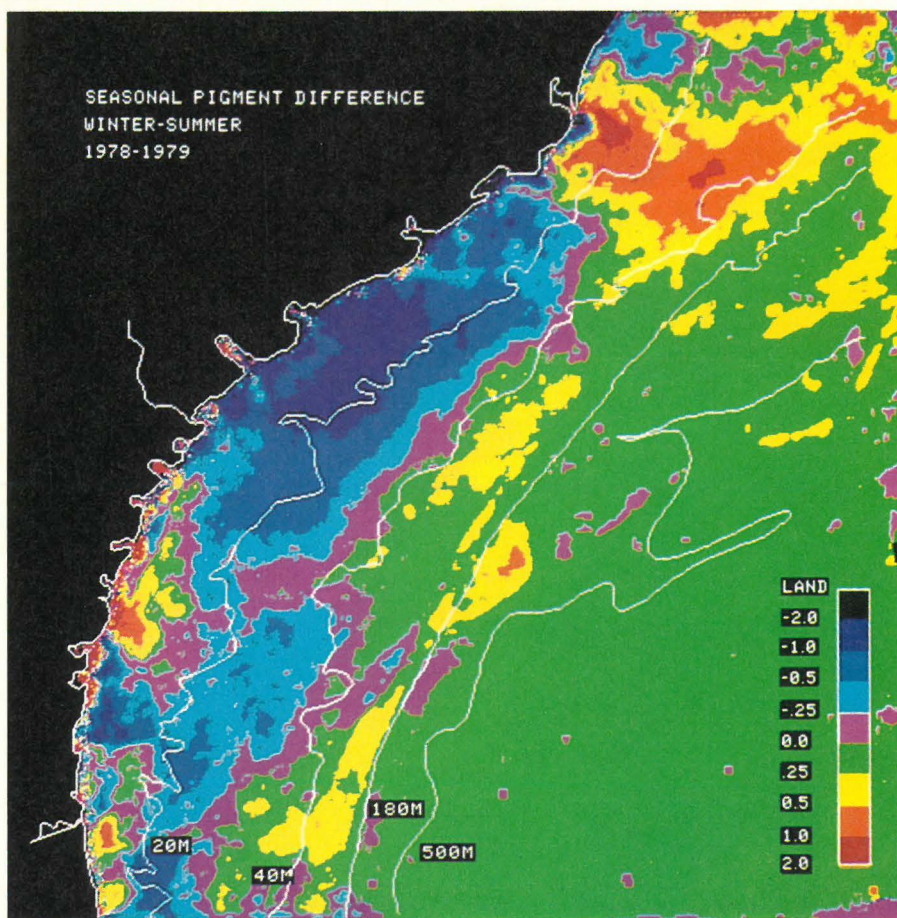 SEASONAL PIGMENT DIFFERENCE
WINTER-SUMMER
1978-1979
LAND
-2.0
-1.0
-0.5
-.25
0.0
.25
0.5
1.0
2.0
180M
20M
500M
40M